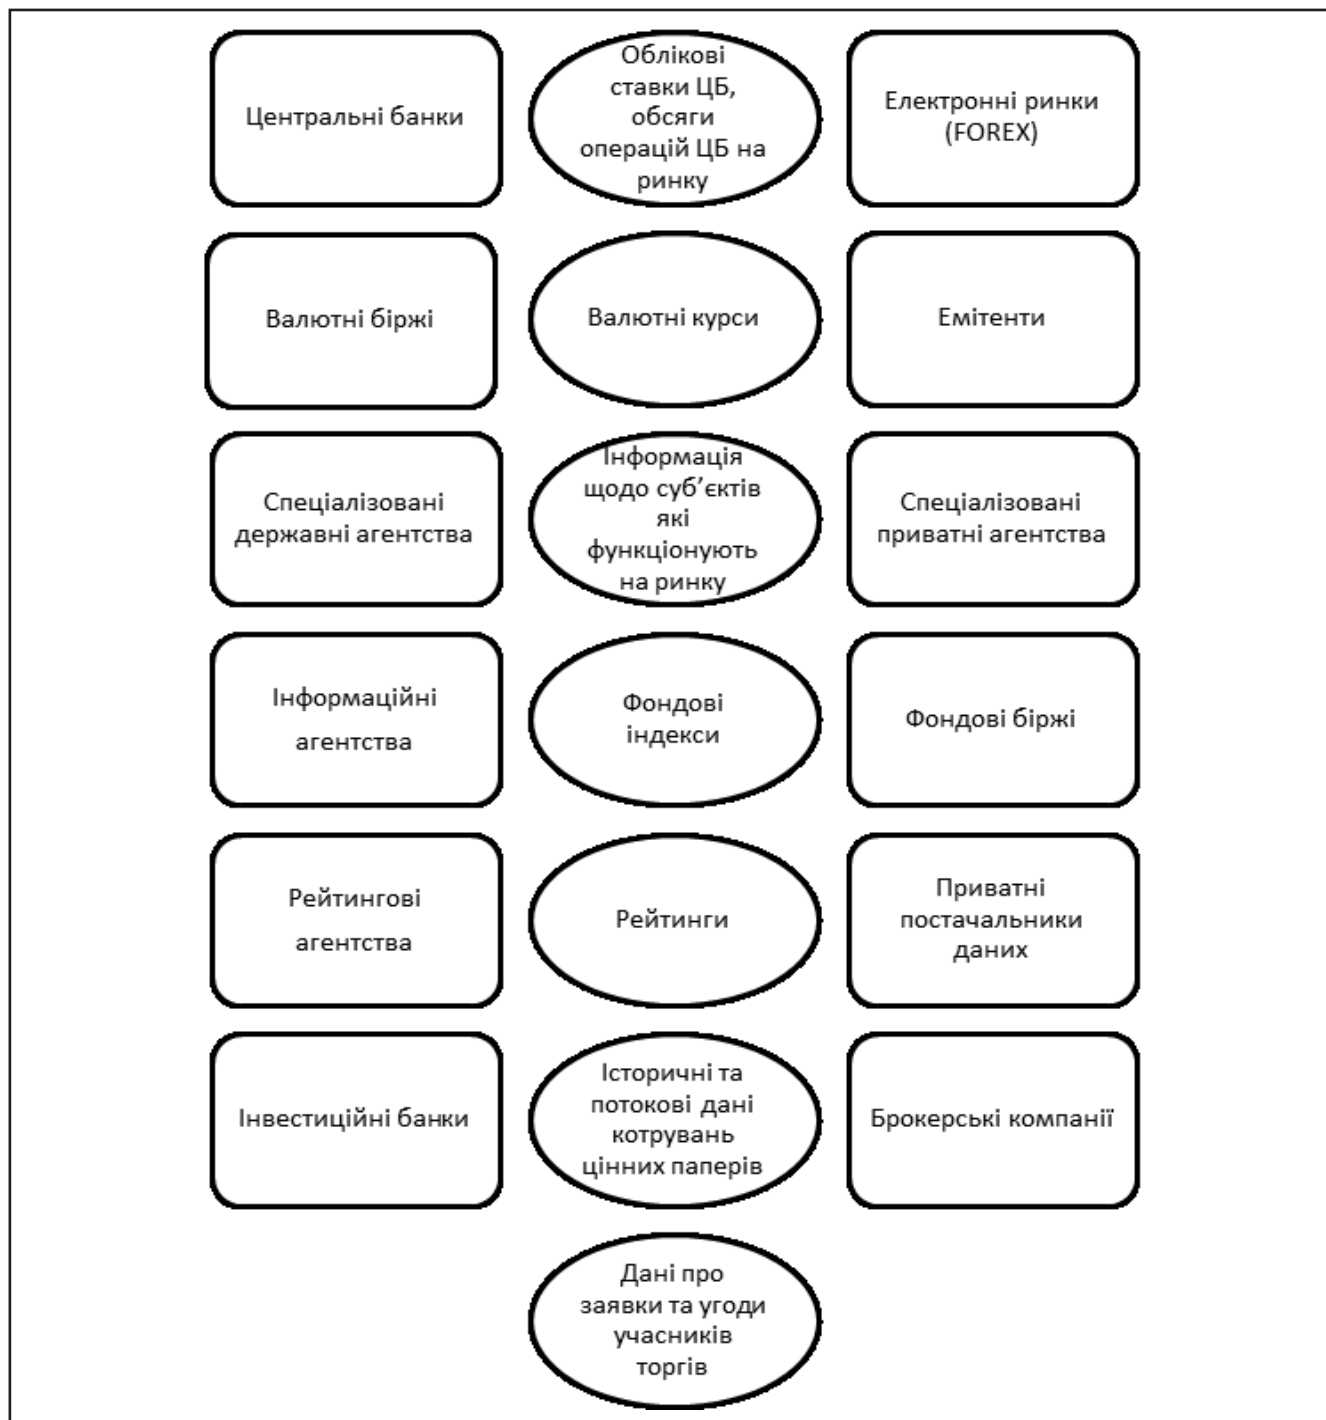 Центральні банки
Облікові
ставки ЦБ,
обсяги
операцій ЦБ на
ринку
Електронні ринки
(FOREX)
Валютні біржі
Валютні курси
Емітенти
Спеціалізовані
державні агентства
Інформація
щодо суб’єктів
які
функціонують
на ринку
Спеціалізовані
приватні агентства
Інформаційні
агентства
Фондові
індекси
Фондові біржі
Рейтингові
агентства
Рейтинги
Приватні
постачальники
даних
Інвестиційні банки
Історичні та
потокові дані
котрувань
цінних паперів
Брокерські компанії
Дані про
заявки та угоди
учасників
торгів